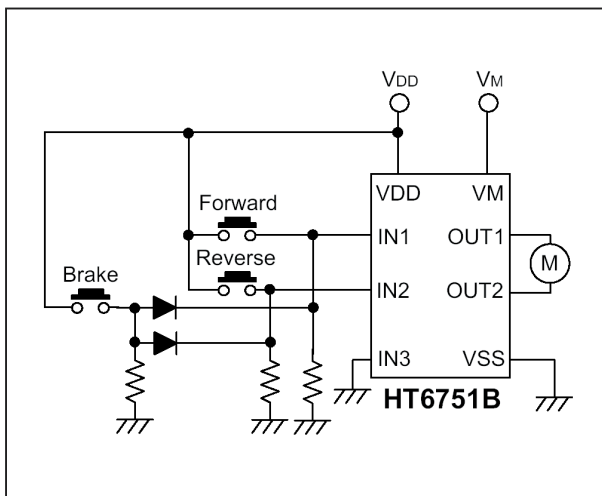 VDD
VM
VDD
VM
Forward
IN1
OUT1
M
Reverse
IN2
OUT2
Brake
IN3
VSS
HT6751B